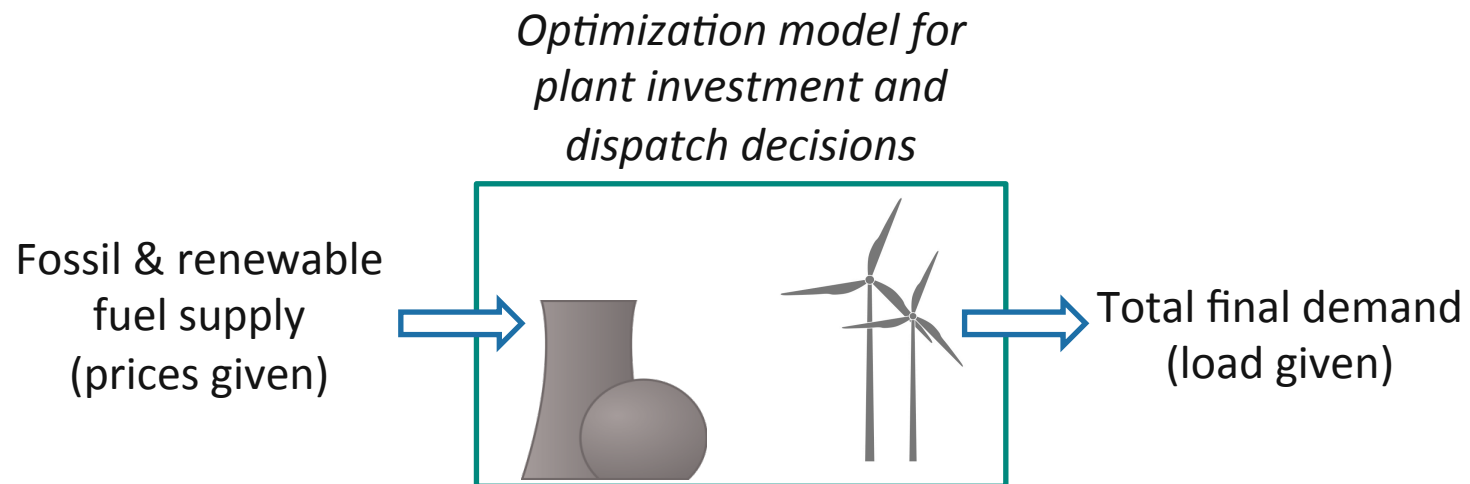 Optimization model for
plant investment and
dispatch decisions
Fossil & renewable
fuel supply
(prices given)
Total final demand
(load given)